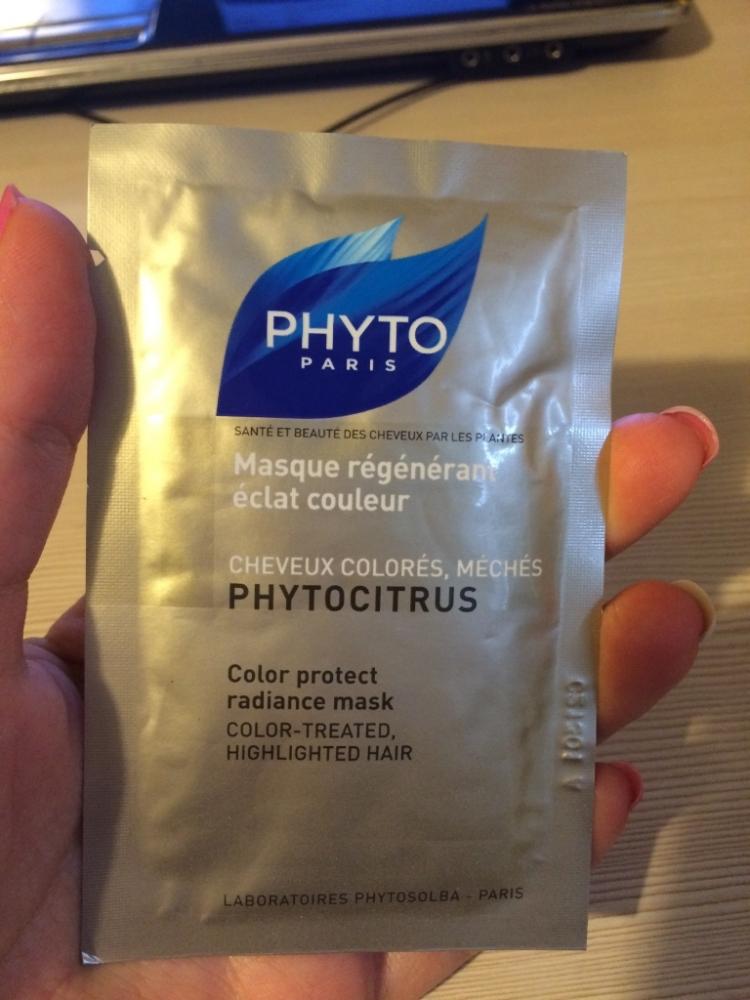 PHYTO
PARIS
SANTÉ ET BEAUTÉ DES CHEVEUX PAR LES PLANTES
Masque régénérant
éclat couleur
CHEVEUX COLORÉS, MÉCHÉS
PHYTOCITRUS
Color protect
radiance mask
COLOR-TREATED,
HIGHLIGHTED HAIR
LABORATOIRES PHYTOSOLBA - PARIS